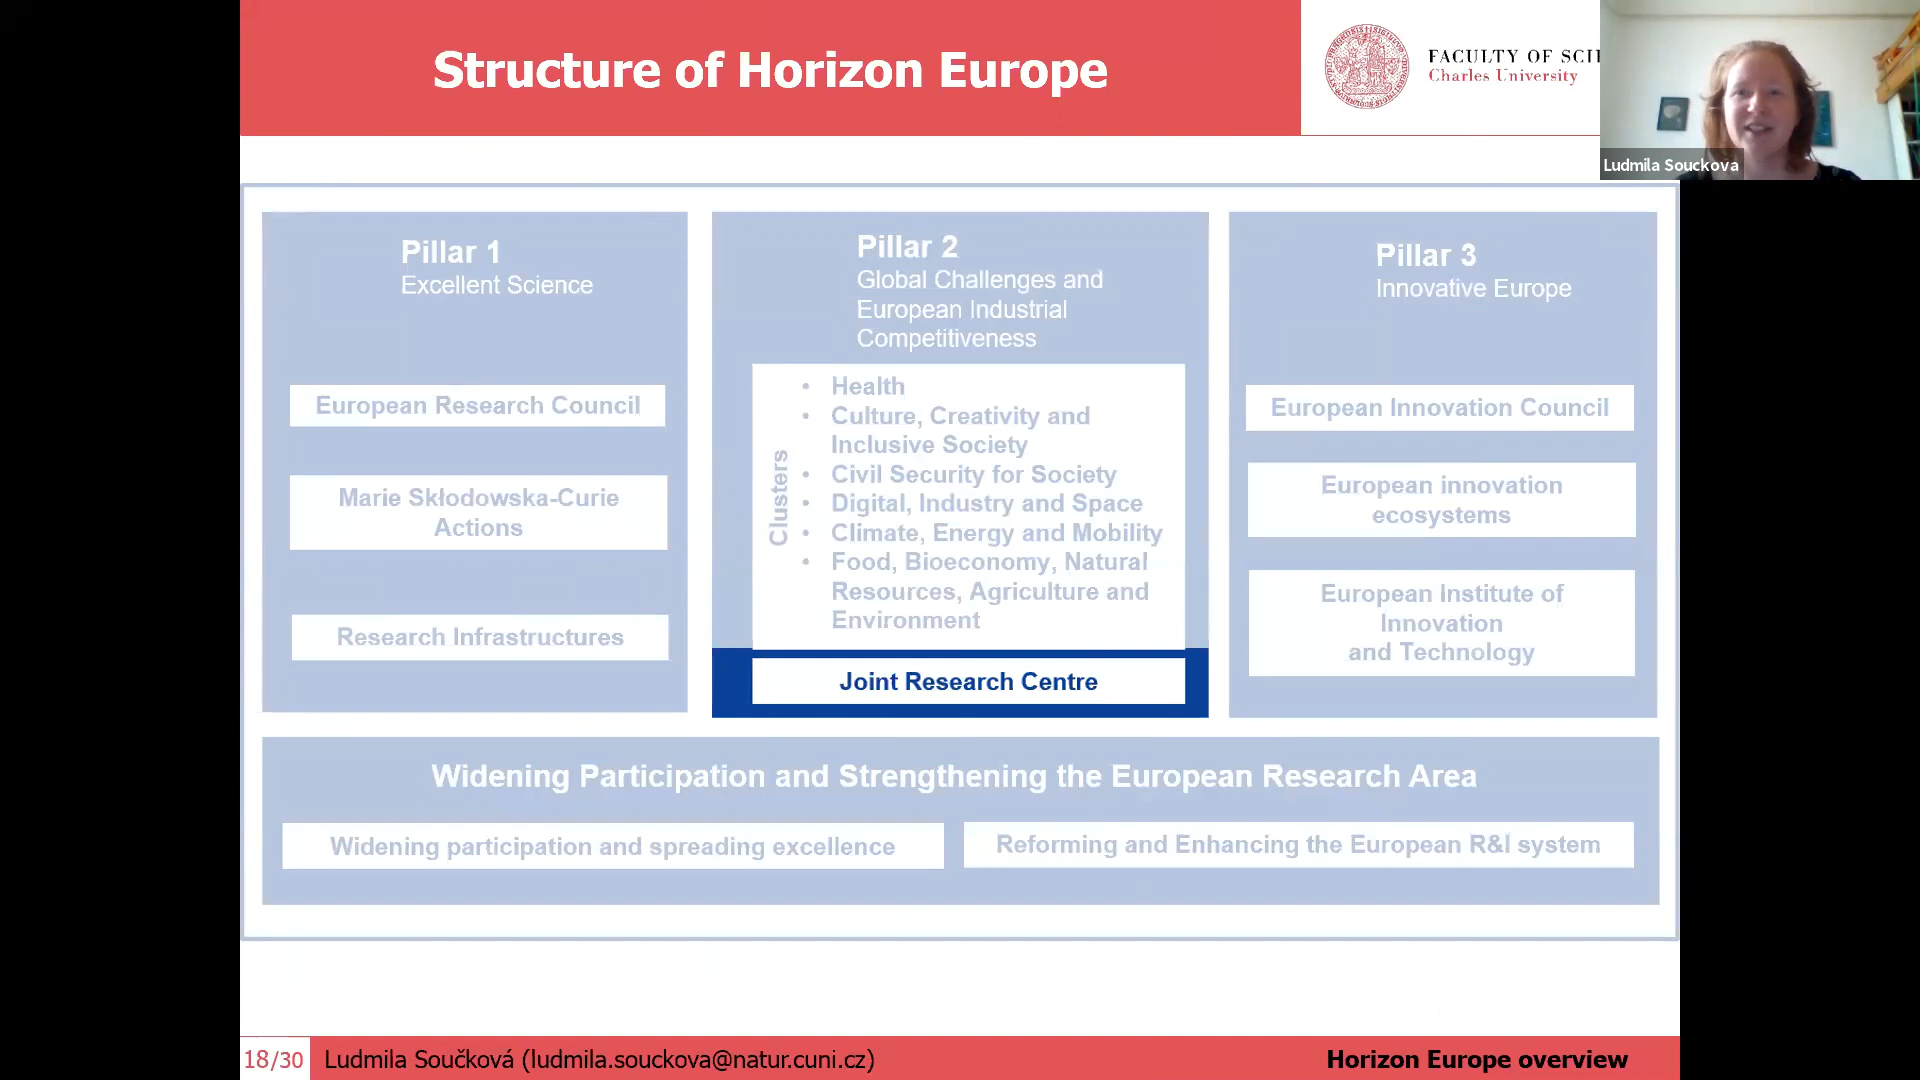 Structure of Horizon Europe
FACULTY OF SCI
Charles University
Ludmila Souckova
Pillar 1
Excellent Science
European Research Council
Marie Skłodowska-Curie
Actions
Research Infrastructures
Pillar 2
Global Challenges and
European Industrial
Competitiveness
Clusters
• Health
• Culture, Creativity and
Inclusive Society
• Civil Security for Society
• Digital, Industry and Space
• Climate, Energy and Mobility
• Food, Bioeconomy, Natural
Resources, Agriculture and
Environment
Joint Research Centre
Pillar 3
Innovative Europe
European Innovation Council
European innovation
ecosystems
European Institute of
Innovation
and Technology
Widening Participation and Strengthening the European Research Area
Widening participation and spreading excellence
Reforming and Enhancing the European R&I system
18/30
Ludmila Součková (ludmila.souckova@natur.cuni.cz)
Horizon Europe overview